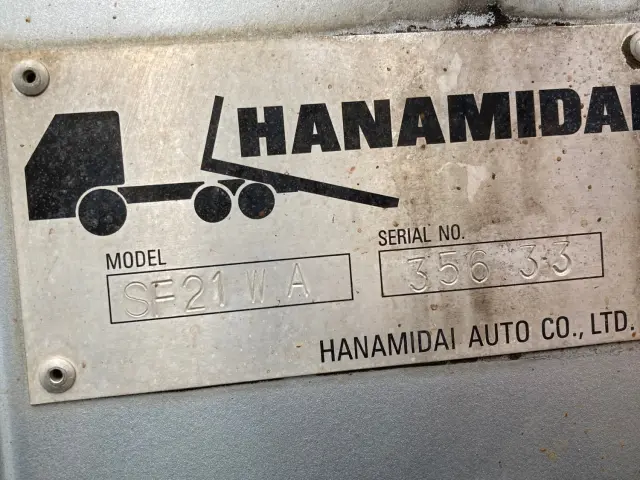 HANAMIDAI
MODEL
SF21WA
SERIAL NO.
35633
HANAMIDAI AUTO CO., LTD.